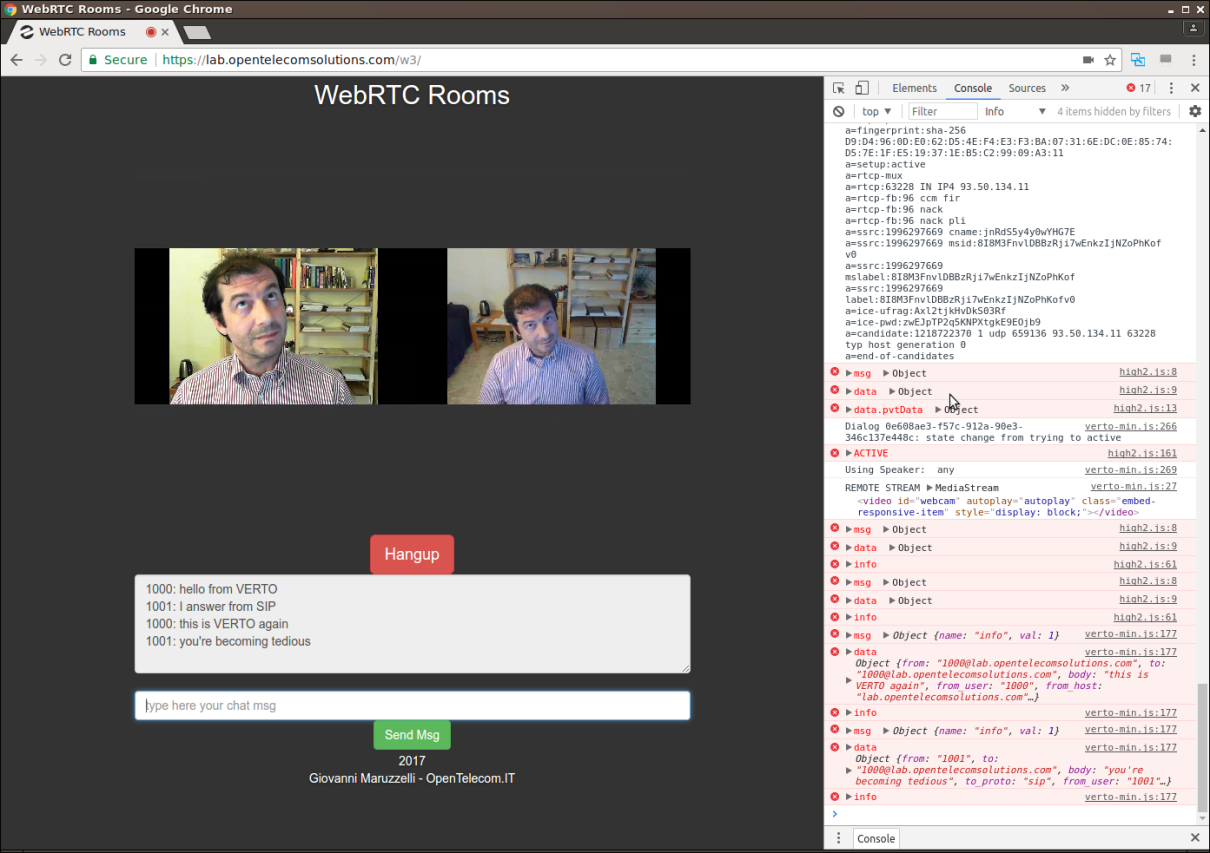 WebRTC Rooms - Google Chrome
WebRTC Rooms
Secure
https://lab.opentelecomsolutions.com/w3/
WebRTC Rooms
Hangup
1000: hello from VERTO
1001: I answer from SIP
1000: this is VERTO again
1001: you're becoming tedious
type here your chat msg
Send Msg
2017
Giovanni Maruzzelli - OpenTelecom.IT
Elements Console Sources » 17
top ▼ Filter Info ▼ 4 items hidden by filters
a=fingerprint:sha-256
D9:D4:96:0D:E0:62:D5:4E:F4:E3:F3:BA:07:31:6E:DC:0E:85:74:
D5:7E:1F:E5:19:37:1E:B5:C2:99:09:A3:11
a=setup:active
a=rtcp-mux
a=rtcp:63228 IN IP4 93.50.134.11
a=rtcp-fb:96 ccm fir
a=rtcp-fb:96 nack
a=rtcp-fb:96 nack pli
a=ssrc:1996297669 cname:jnRdS5y4y0wYHG7E
a=ssrc:1996297669 msid:8I8M3FnvlDBBzRji7wEnkzIjNZoPhKof
v0
a=ssrc:1996297669
mslabel:8I8M3FnvlDBBzRji7wEnkzIjNZoPhKof
a=ssrc:1996297669
label:8I8M3FnvlDBBzRji7wEnkzIjNZoPhKofv0
a=ice-ufrag:Axl2tjkHvDkS03Rf
a=ice-pwd:zwEJpTP2q5KNPXtgkE9EOjb9
a=candidate:1218722370 1 udp 659136 93.50.134.11 63228
typ host generation 0
a=end-of-candidates
msg Object high2.js:8
data Object high2.js:9
data.pvtData Object high2.js:13
Dialog 0e608ae3-f57c-912a-90e3- verto-min.js:266
346c137e448c: state change from trying to active
ACTIVE high2.js:161
Using Speaker: any verto-min.js:269
REMOTE STREAM MediaStream verto-min.js:27
<video id="webcam" autoplay="autoplay" class="embed-
responsive-item" style="display: block;"></video>
msg Object high2.js:8
data Object high2.js:9
info high2.js:61
msg Object high2.js:8
data Object high2.js:9
info high2.js:61
msg Object {name: "info", val: 1} verto-min.js:177
data verto-min.js:177
Object {from: "1000@lab.opentelecomsolutions.com", to:
"1000@lab.opentelecomsolutions.com", body: "this is
VERTO again", from_user: "1000", from_host:
"lab.opentelecomsolutions.com"…}
info verto-min.js:177
msg Object {name: "info", val: 1} verto-min.js:177
data verto-min.js:177
Object {from: "1001", to:
"1000@lab.opentelecomsolutions.com", body: "you're
becoming tedious", to_proto: "sip", from_user: "1001"…}
info verto-min.js:177
Console